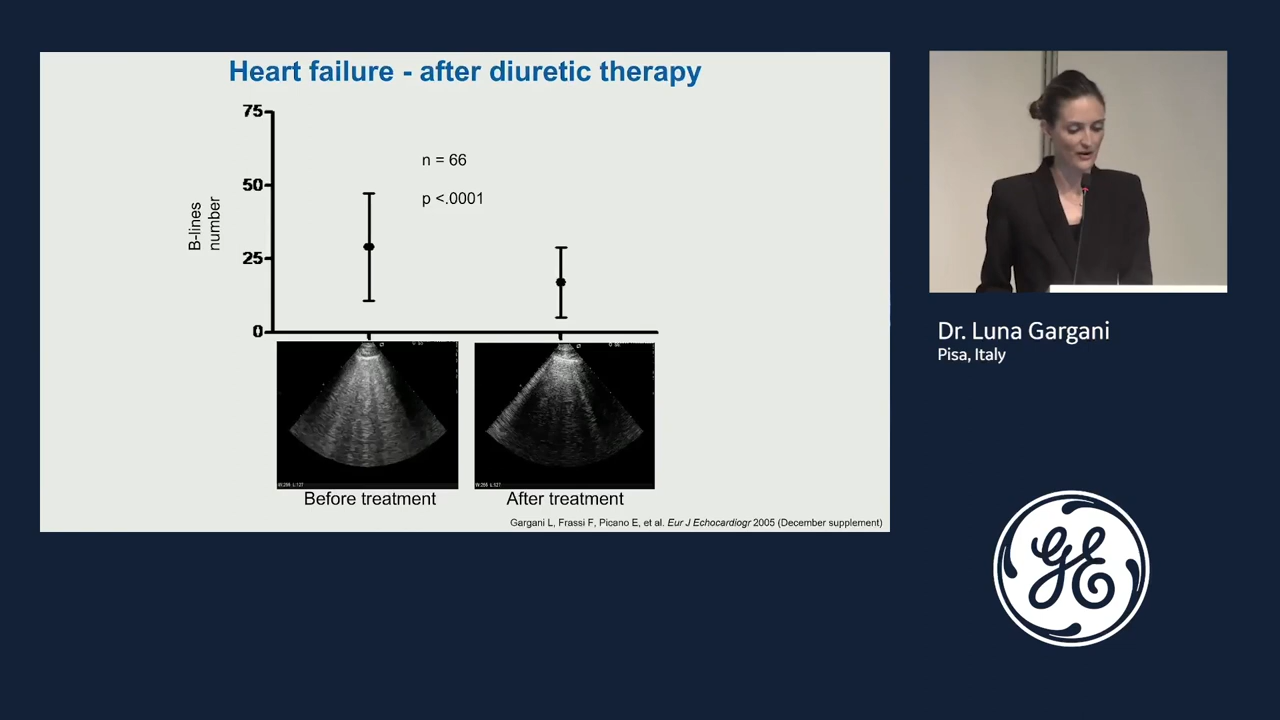 Heart failure - after diuretic therapy
75
50
25
0
B-lines
number
n = 66
p <.0001
Before treatment
After treatment
Gargani L, Frassi F, Picano E, et al. Eur J Echocardiogr 2005 (December supplement)
Dr. Luna Gargani
Pisa, Italy
GE